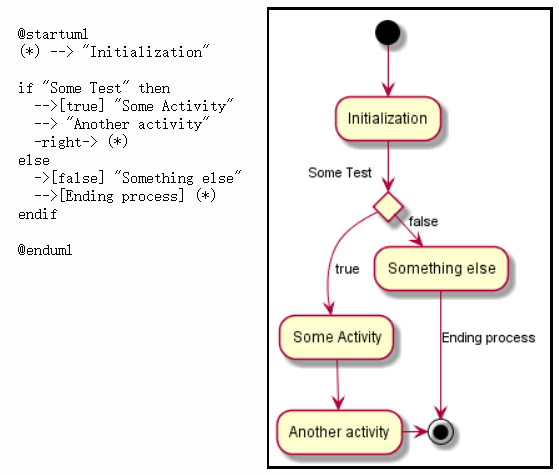 @startuml
(*) --> "Initialization"
if "Some Test" then
-->[true] "Some Activity"
--> "Another activity"
-right-> (*)
else
->[false] "Something else"
-->[Ending process] (*)
endif
@enduml
Initialization
Some Test
false
Something else
true
Some Activity
Ending process
Another activity